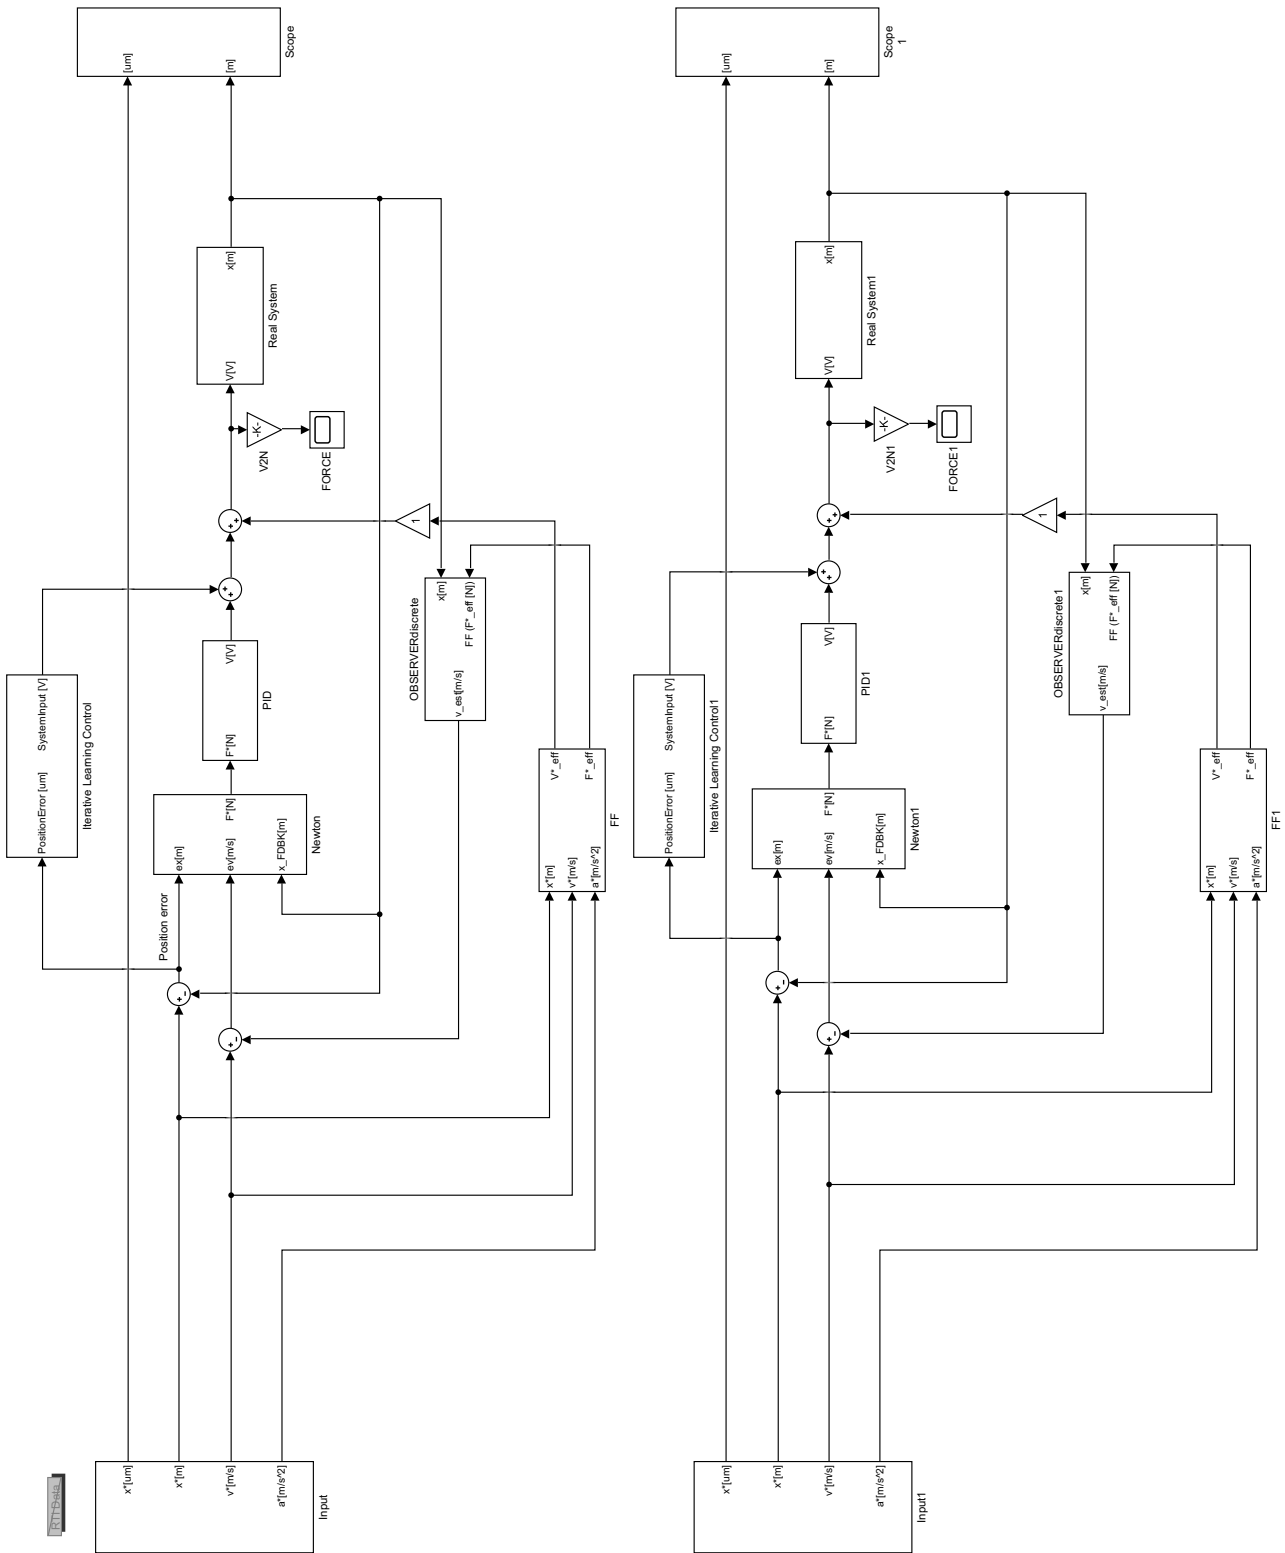 RTI Data
x*[um]
x*[m]
v*[m/s]
a*[m/s^2]
Input
Position error
PositionError [um]
SystemInput [V]
Iterative Learning Control
ex[m]
ev[m/s]
x_FDBK[m]
F*[N]
Newton
F*[N]
V[V]
PID
x*[m]
v*[m/s]
a*[m/s^2]
V*_eff
F*_eff
FF
v_est[m/s]
x[m]
FF (F*_eff [N])
OBSERVERdiscrete
1
-K-
V2N
FORCE
V[V]
x[m]
Real System
[um]
[m]
Scope
x*[um]
x*[m]
v*[m/s]
a*[m/s^2]
Input1
PositionError [um]
SystemInput [V]
Iterative Learning Control1
ex[m]
ev[m/s]
x_FDBK[m]
F*[N]
Newton1
F*[N]
V[V]
PID1
x*[m]
v*[m/s]
a*[m/s^2]
V*_eff
F*_eff
FF1
v_est[m/s]
x[m]
FF (F*_eff [N])
OBSERVERdiscrete1
1
-K-
V2N1
FORCE1
V[V]
x[m]
Real System1
[um]
[m]
Scope
1